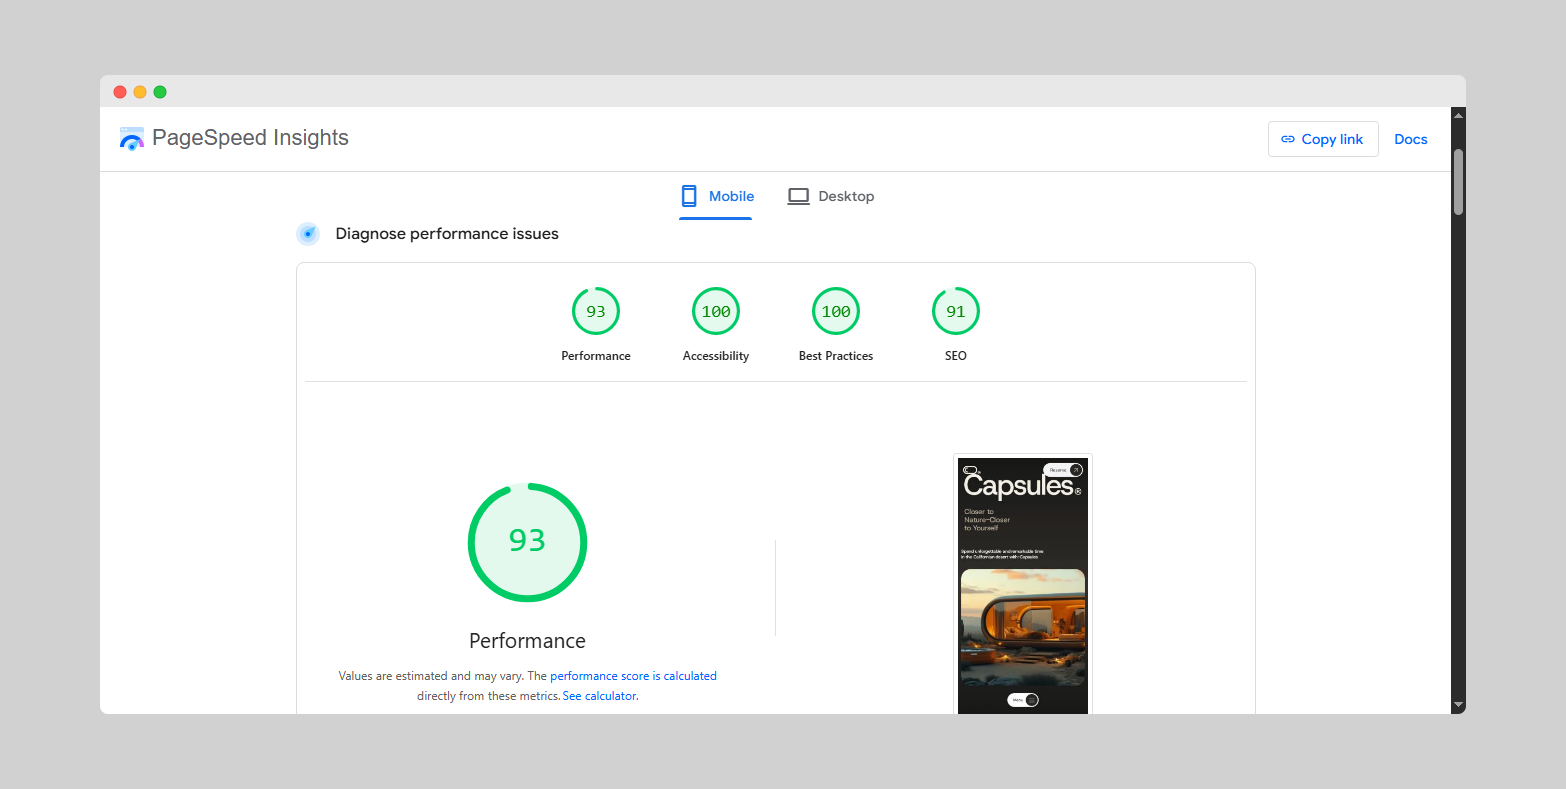 PageSpeed Insights
Copy link
Docs
Mobile
Desktop
Diagnose performance issues
93
100
100
91
Performance
Accessibility
Best Practices
SEO
93
Performance
Values are estimated and may vary. The performance score is calculated
directly from these metrics. See calculator.
Reserve
Capsules®
Closer to
Nature–Closer
to Yourself
Spend unforgettable and remarkable time
in the Californian desert with Capsules
Menu